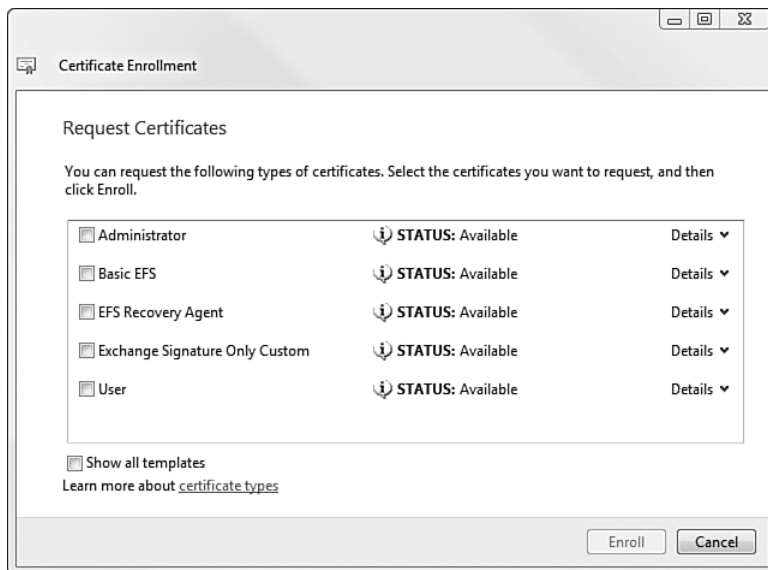 Certificate Enrollment
Request Certificates
You can request the following types of certificates. Select the certificates you want to request, and then
click Enroll.
Administrator STATUS: Available Details
Basic EFS STATUS: Available Details
EFS Recovery Agent STATUS: Available Details
Exchange Signature Only Custom STATUS: Available Details
User STATUS: Available Details
Show all templates
Learn more about certificate types
Enroll Cancel